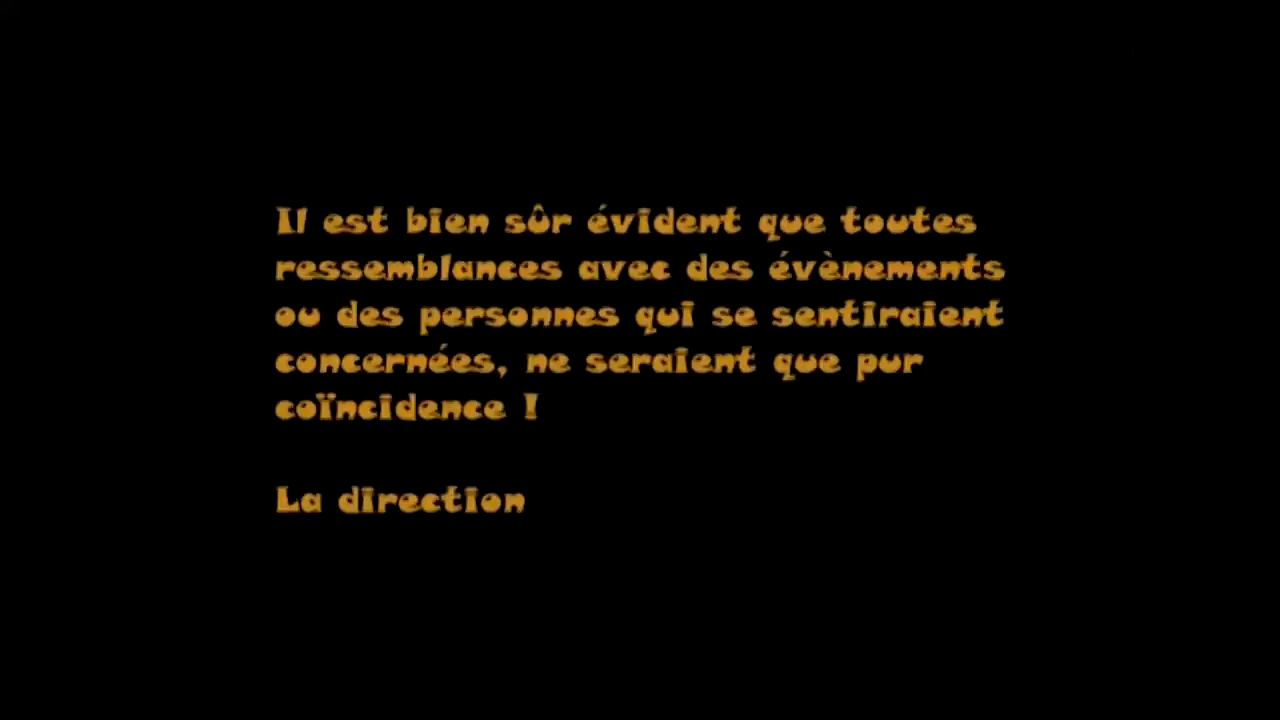 Il est bien sûr évident que toutes
ressemblances avec des évènements
ou des personnes qui se sentiraient
concernées, ne seraient que pur
coïncidence !
La direction